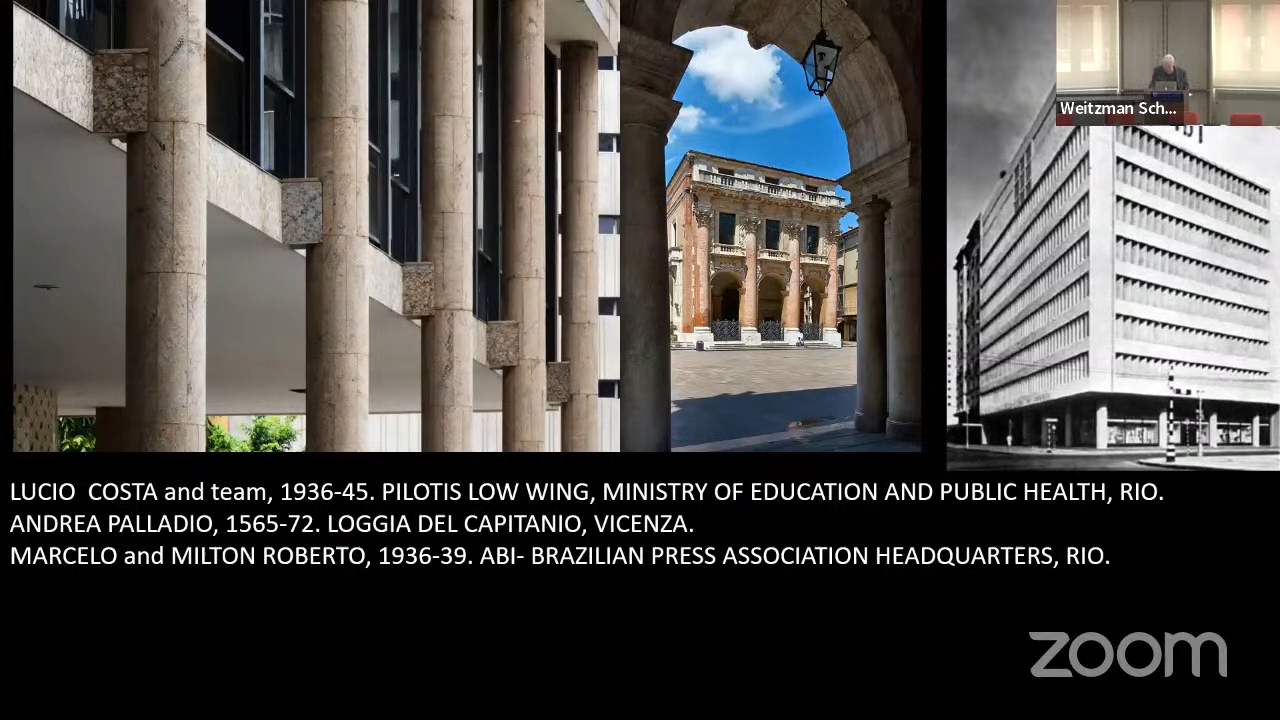 Weitzman Sch...
LUCIO COSTA and team, 1936-45. PILOTIS LOW WING, MINISTRY OF EDUCATION AND PUBLIC HEALTH, RIO.
ANDREA PALLADIO, 1565-72. LOGGIA DEL CAPITANIO, VICENZA.
MARCELO and MILTON ROBERTO, 1936-39. ABI- BRAZILIAN PRESS ASSOCIATION HEADQUARTERS, RIO.
zoom